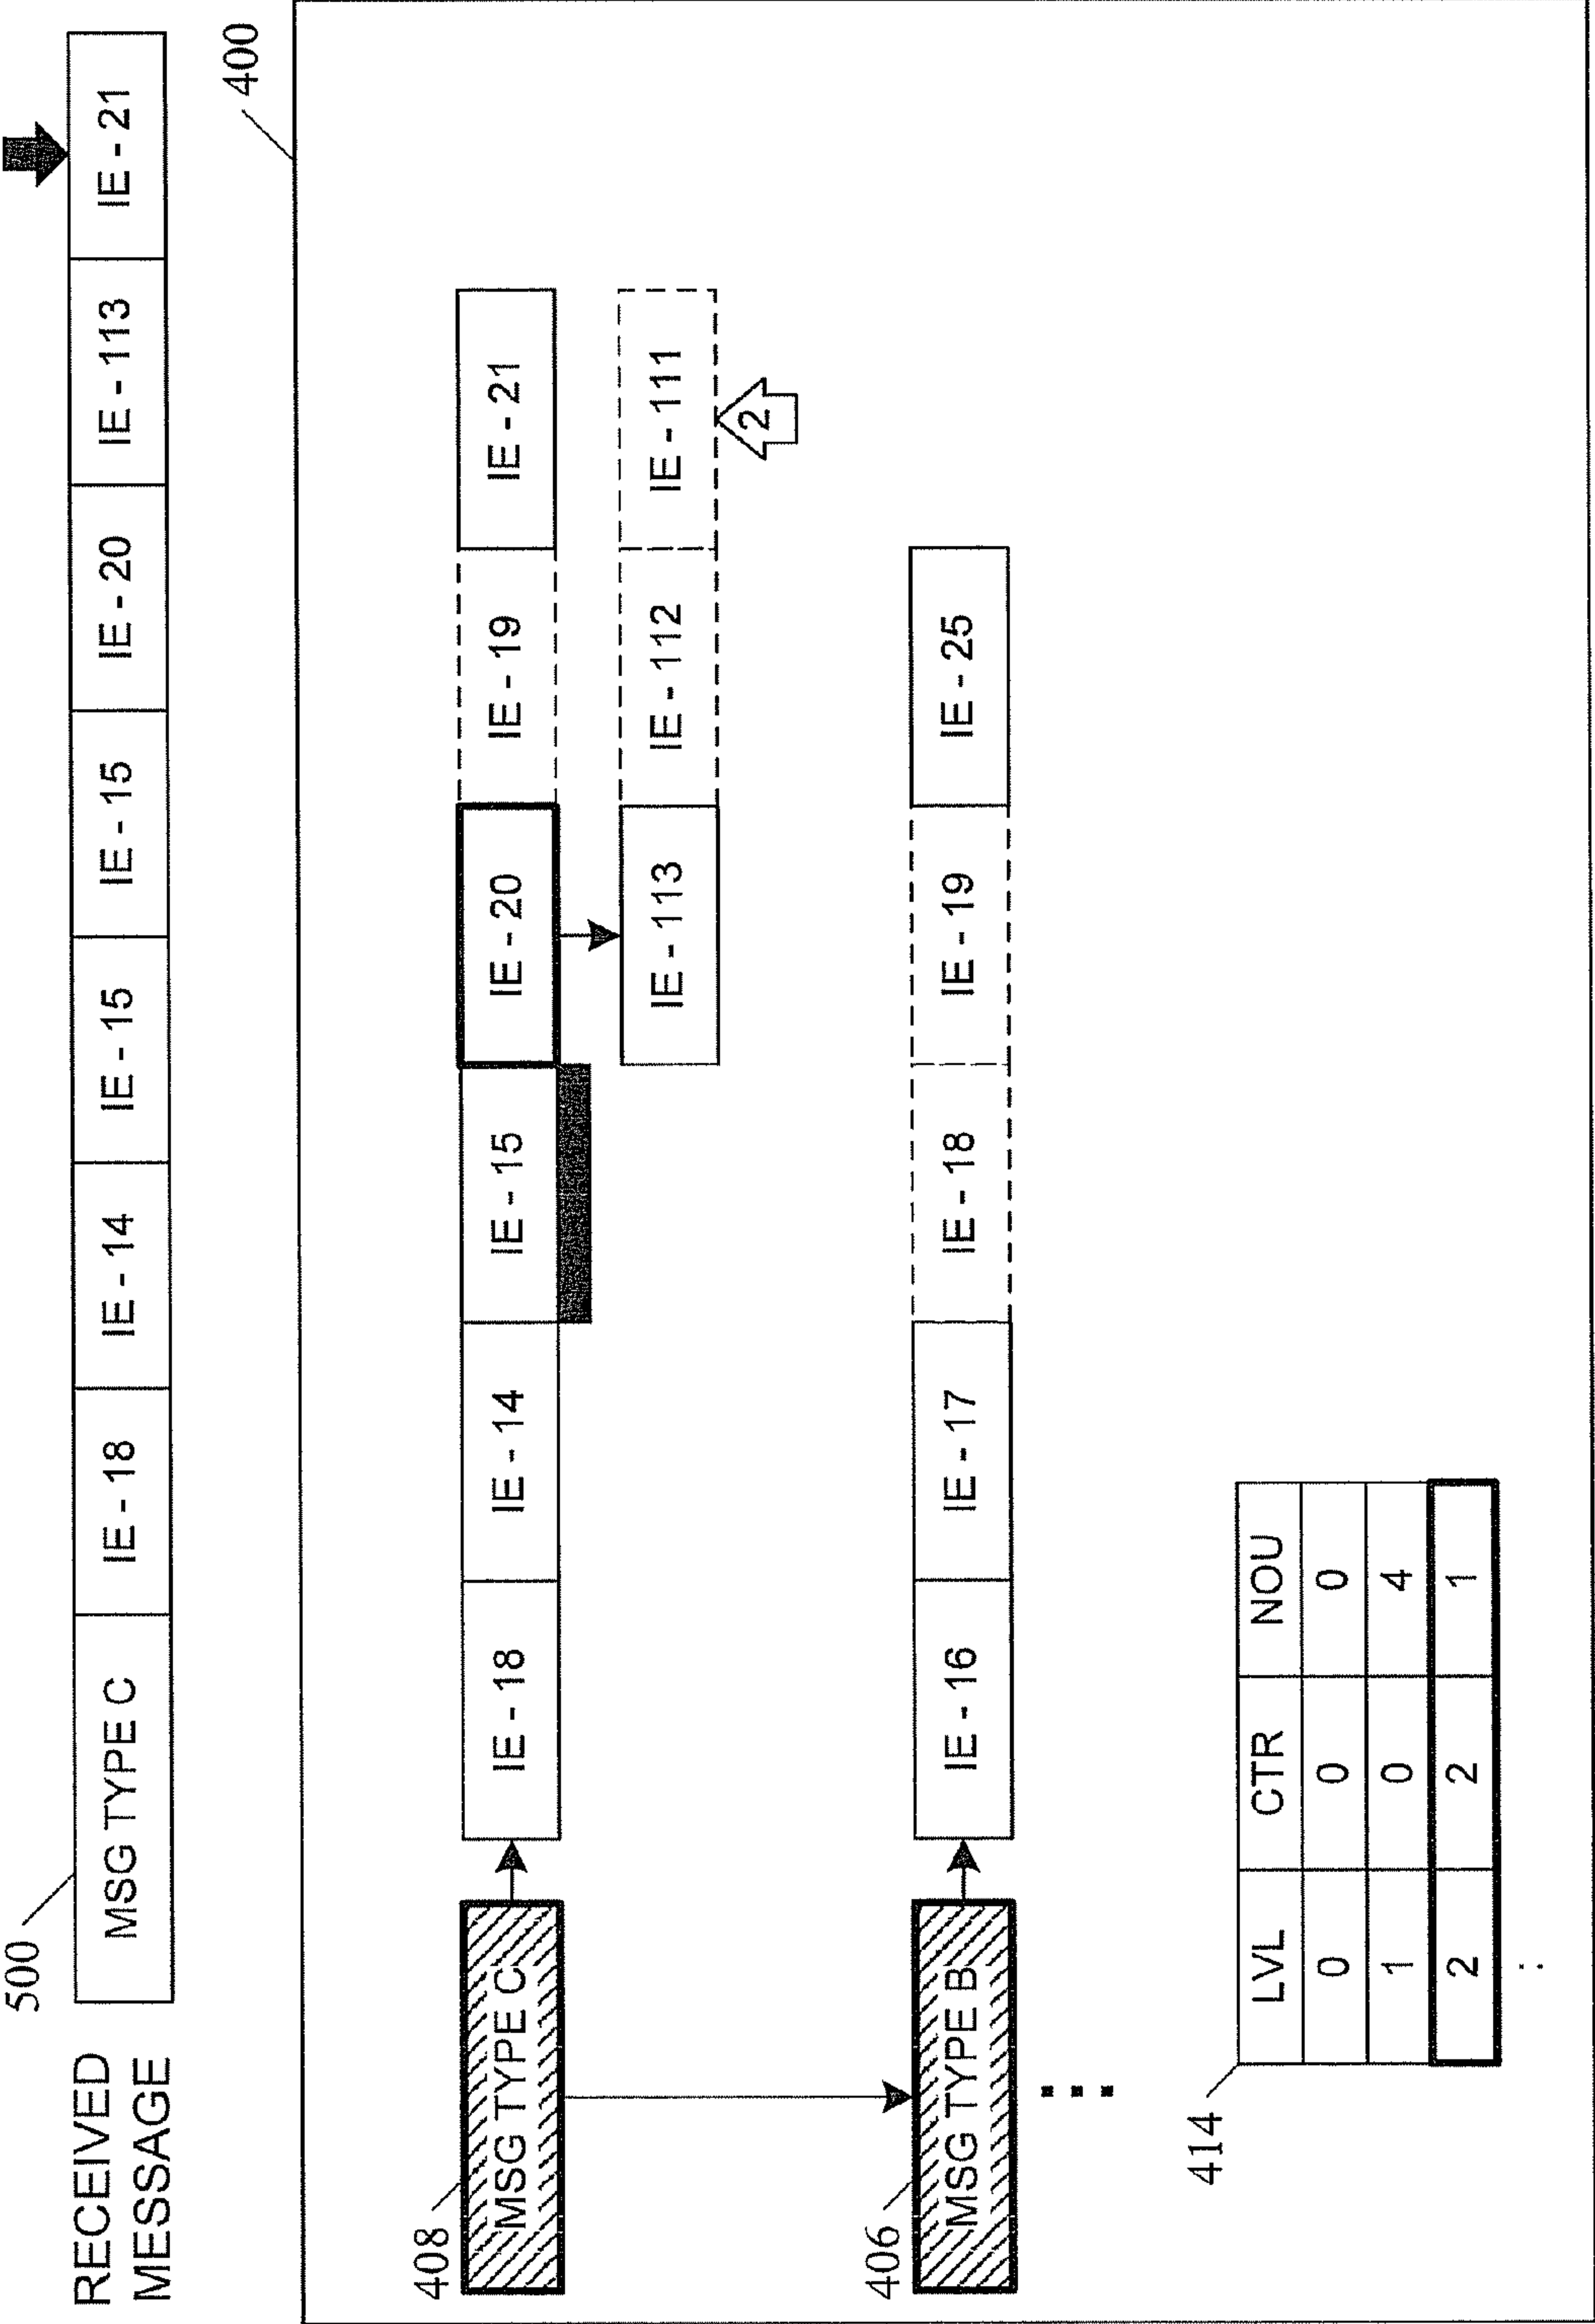 500
RECEIVED
MESSAGE
MSG TYPE C IE - 18 IE - 14 IE - 15 IE - 15 IE - 20 IE - 113 IE - 21
400
408
MSG TYPE C IE - 18 IE - 14 IE - 15 IE - 20 IE - 19 IE - 21
IE - 113 IE - 112 IE - 111
2
406
MSG TYPE B IE - 16 IE - 17 IE - 18 IE - 19 IE - 25
414
LVL CTR NOU
0 0 0
1 0 4
2 2 1